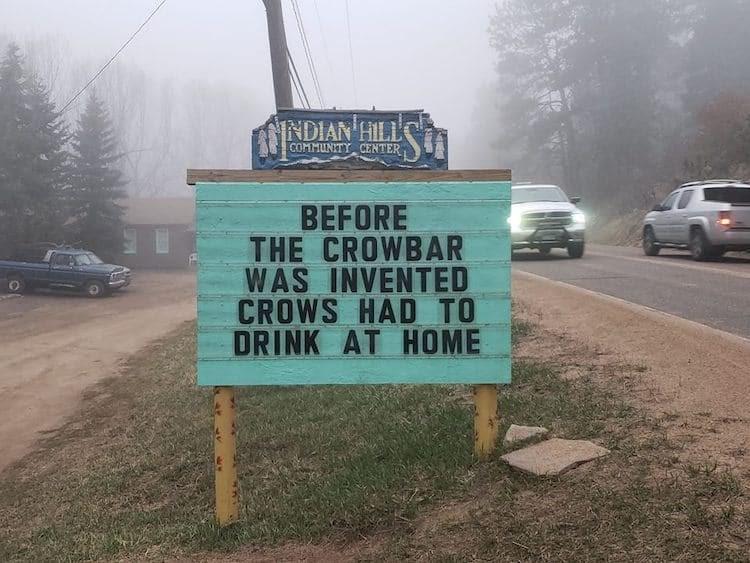 INDIAN HILLS
COMMUNITY CENTER
BEFORE
THE CROWBAR
WAS INVENTED
CROWS HAD TO
DRINK AT HOME